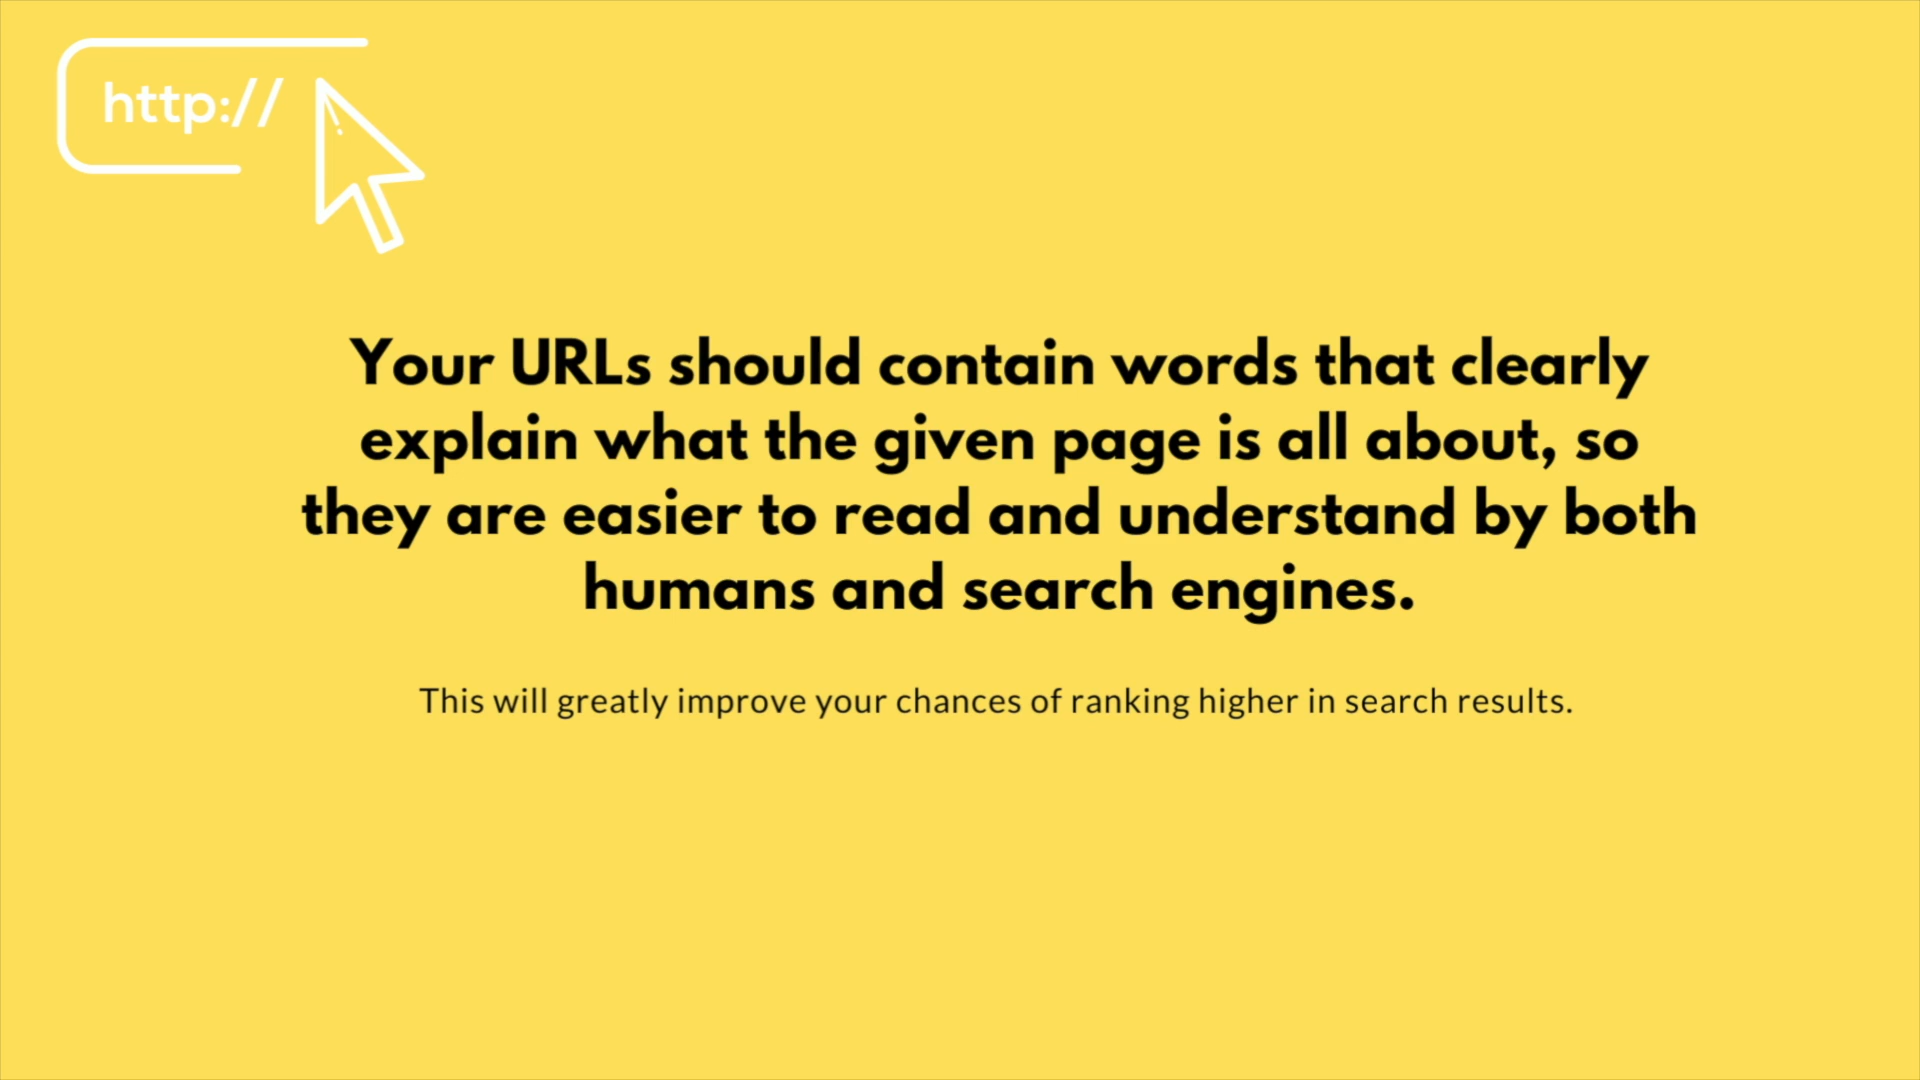 http://
Your URLs should contain words that clearly
explain what the given page is all about, so
they are easier to read and understand by both
humans and search engines.
This will greatly improve your chances of ranking higher in search results.